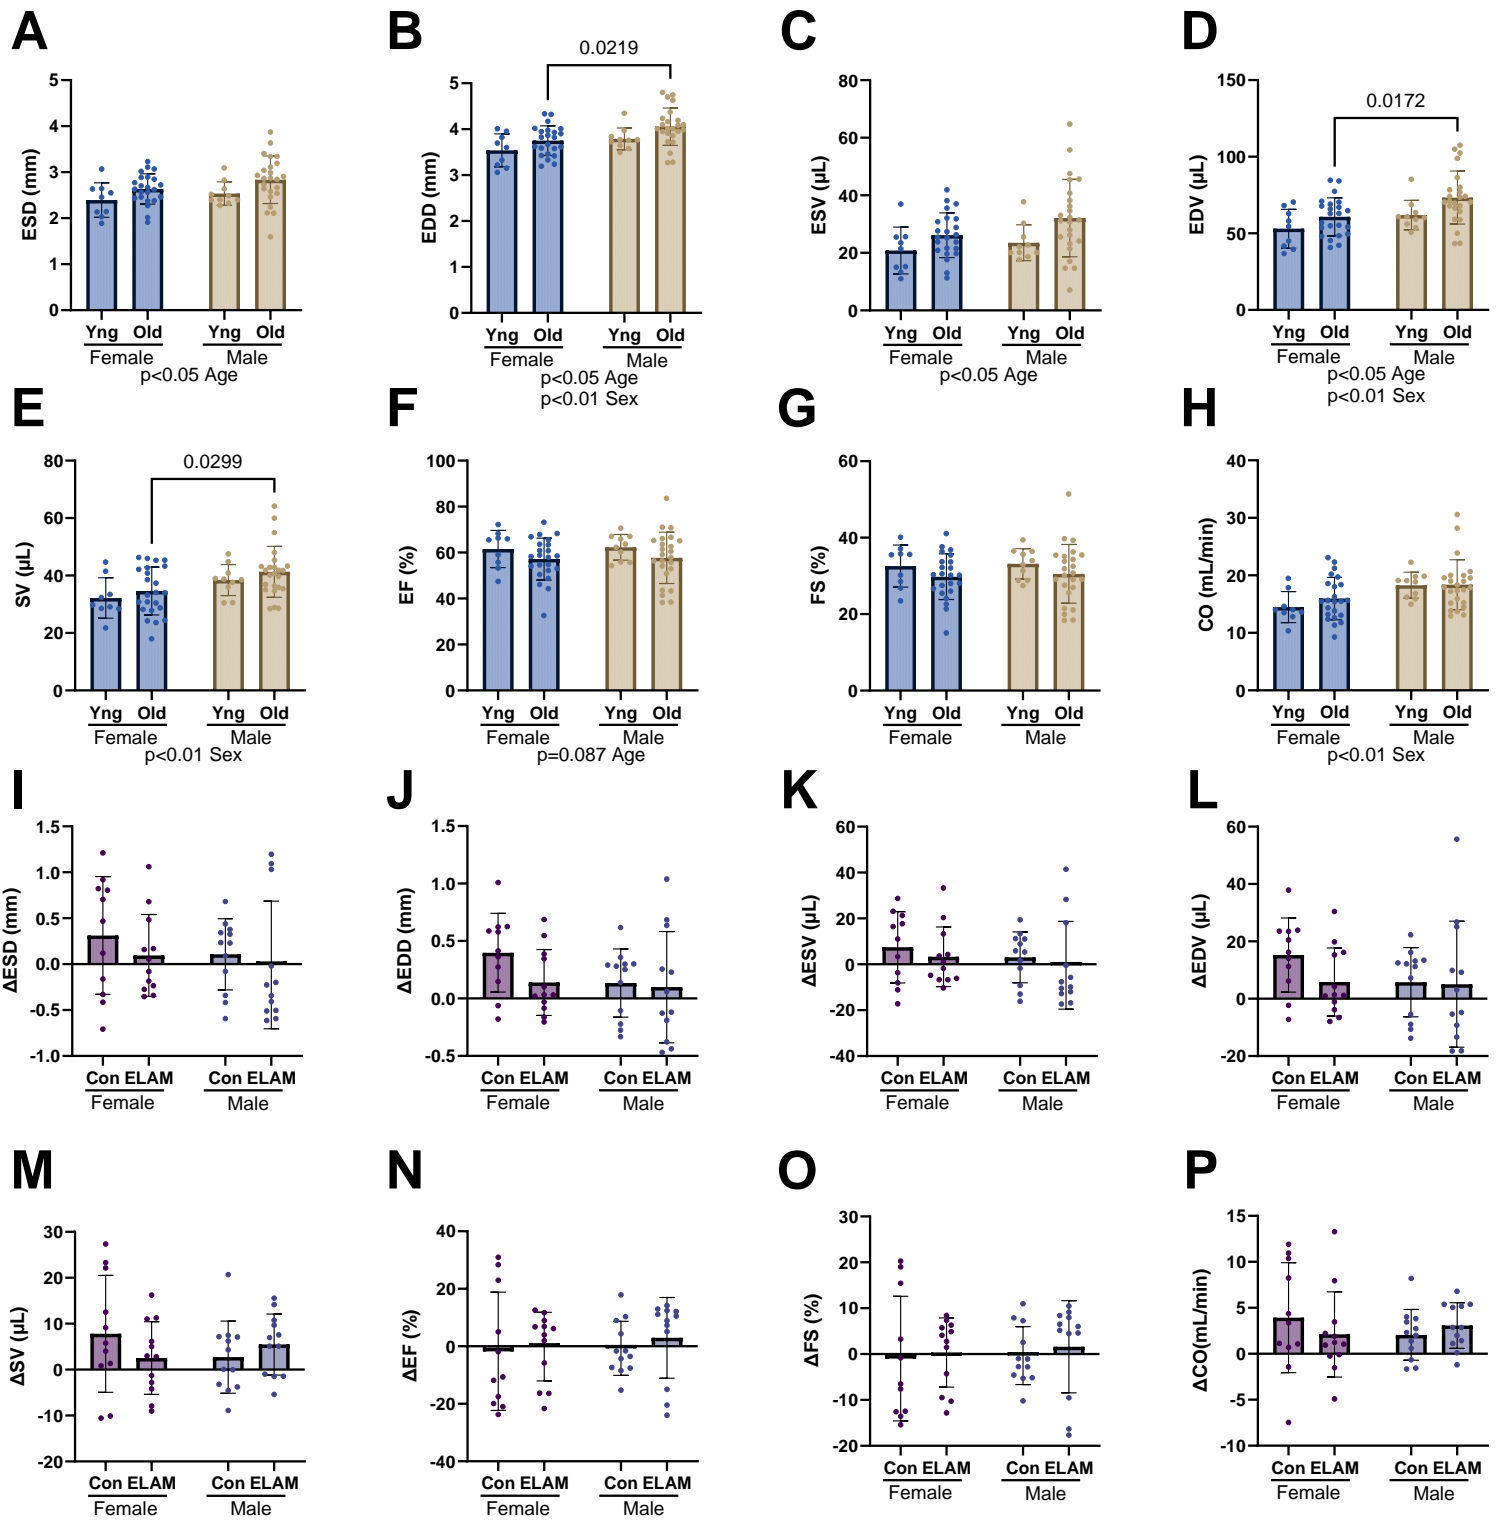 A
B
C
D
0.0219
0.0172
ESD (mm)
5
4
3
2
1
0
Yng Old Yng Old
Female Male
p<0.05 Age
EDD (mm)
5
4
3
2
1
0
Yng Old Yng Old
Female Male
p<0.05 Age
p<0.01 Sex
ESV (µL)
80
60
40
20
0
Yng Old Yng Old
Female Male
p<0.05 Age
EDV (µL)
150
100
50
0
Yng Old Yng Old
Female Male
p<0.05 Age
p<0.01 Sex
E
F
G
H
0.0299
SV (µL)
80
60
40
20
0
Yng Old Yng Old
Female Male
p<0.01 Sex
EF (%)
100
80
60
40
20
0
Yng Old Yng Old
Female Male
p=0.087 Age
FS (%)
60
40
20
0
Yng Old Yng Old
Female Male
CO (mL/min)
40
30
20
10
0
Yng Old Yng Old
Female Male
p<0.01 Sex
I
J
K
L
ΔESD (mm)
1.5
1.0
0.5
0.0
-0.5
-1.0
Con ELAM Con ELAM
Female Male
ΔEDD (mm)
1.5
1.0
0.5
0.0
-0.5
Con ELAM Con ELAM
Female Male
ΔESV (µL)
60
40
20
0
-20
-40
Con ELAM Con ELAM
Female Male
ΔEDV (µL)
60
40
20
0
-20
Con ELAM Con ELAM
Female Male
M
N
O
P
ΔSV (µL)
30
20
10
0
-10
-20
Con ELAM Con ELAM
Female Male
ΔEF (%)
40
20
0
-20
-40
Con ELAM Con ELAM
Female Male
ΔFS (%)
30
20
10
0
-10
-20
Con ELAM Con ELAM
Female Male
ΔCO(mL/min)
15
10
5
0
-5
-10
Con ELAM Con ELAM
Female Male